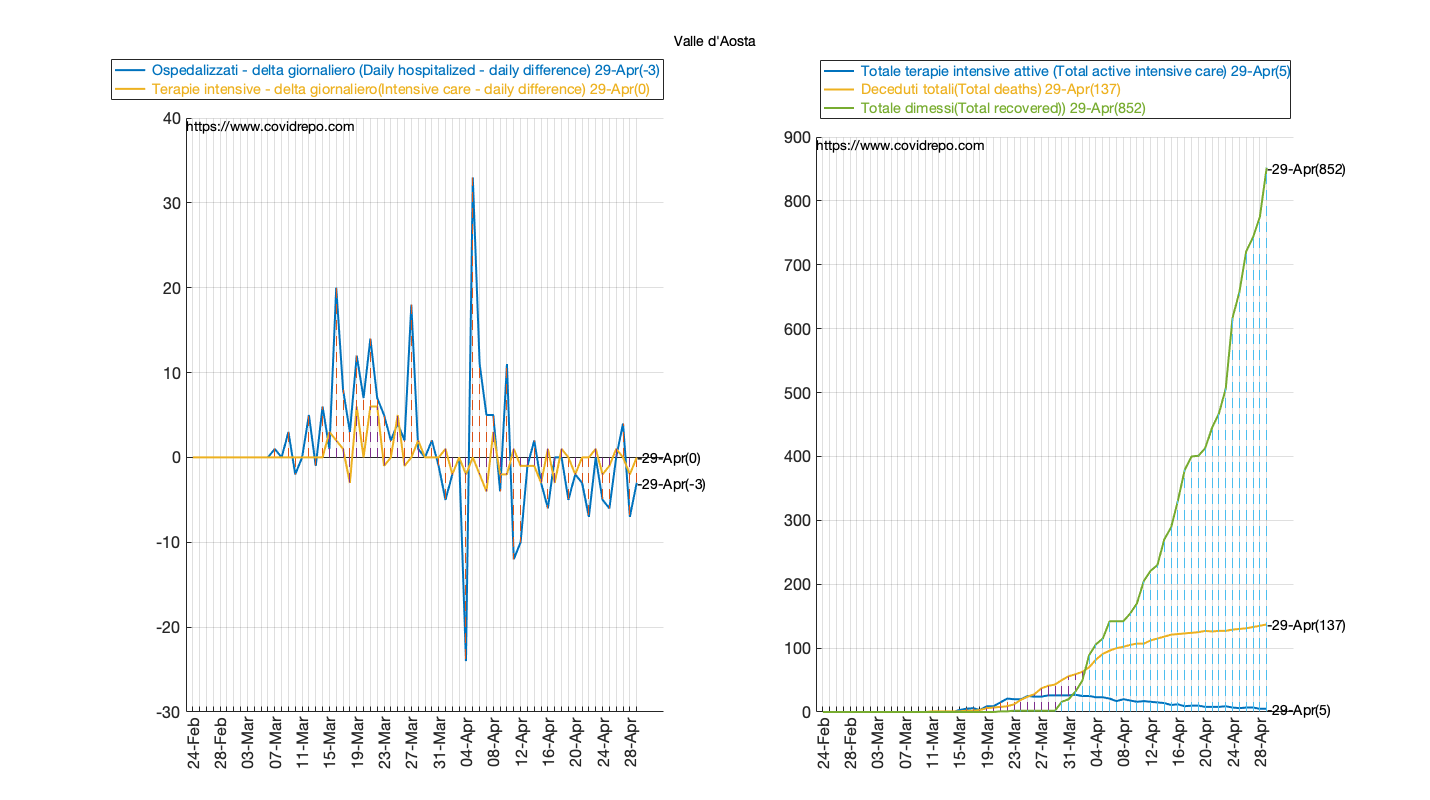 Valle d'Aosta
Ospedalizzati - delta giornaliero (Daily hospitalized - daily difference) 29-Apr(-3)
Terapie intensive - delta giornaliero(Intensive care - daily difference) 29-Apr(0)
40
https://www.covidrepo.com
30
20
10
0
-10
-20
-30
-29-Apr(0)
-29-Apr(-3)
24-Feb
28-Feb
03-Mar
07-Mar
11-Mar
15-Mar
19-Mar
23-Mar
27-Mar
31-Mar
04-Apr
08-Apr
12-Apr
16-Apr
20-Apr
24-Apr
28-Apr
Totale terapie intensive attive (Total active intensive care) 29-Apr(5)
Deceduti totali(Total deaths) 29-Apr(137)
Totale dimessi(Total recovered)) 29-Apr(852)
900
https://www.covidrepo.com
800
700
600
500
400
300
200
100
0
-29-Apr(852)
-29-Apr(137)
-29-Apr(5)
24-Feb
28-Feb
03-Mar
07-Mar
11-Mar
15-Mar
19-Mar
23-Mar
27-Mar
31-Mar
04-Apr
08-Apr
12-Apr
16-Apr
20-Apr
24-Apr
28-Apr